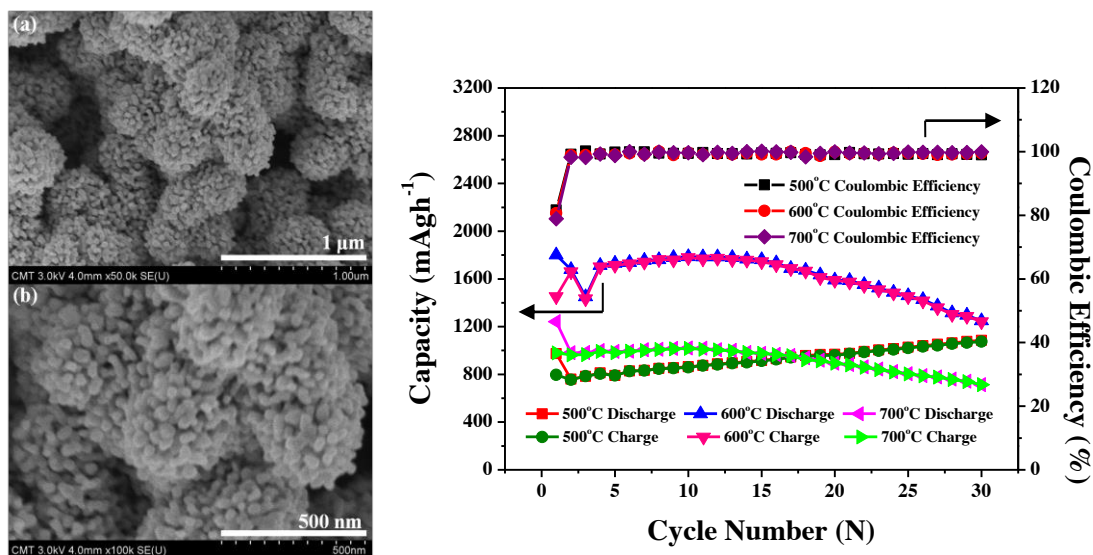 (a)
1 μm
CMT 3.0kV 4.0mm x50.0k SE(U)
1.00um
(b)
500 nm
CMT 3.0kV 4.0mm x100k SE(U)
500nm
3200
2800
2400
2000
1600
1200
800
400
0
Capacity (mAgh⁻¹)
120
100
80
60
40
20
0
Coulombic Efficiency (%)
500°C Coulombic Efficiency
600°C Coulombic Efficiency
700°C Coulombic Efficiency
500°C Discharge 600°C Discharge 700°C Discharge
500°C Charge 600°C Charge 700°C Charge
0 5 10 15 20 25 30
Cycle Number (N)